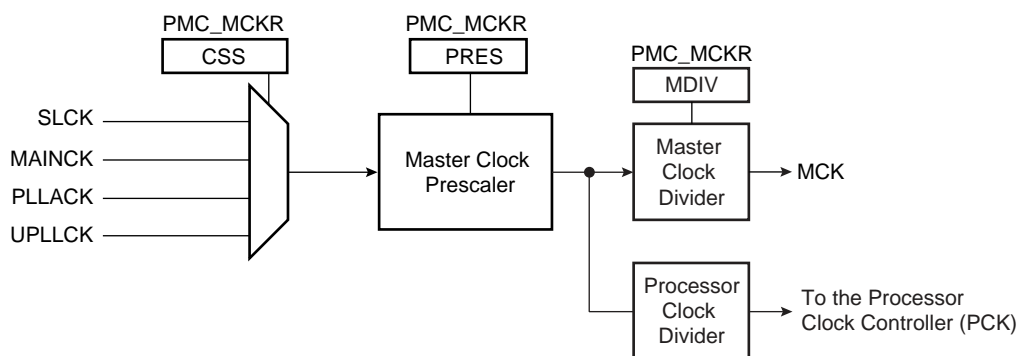 PMC_MCKR
CSS
PMC_MCKR
PRES
PMC_MCKR
MDIV
SLCK
MAINCK
PLLACK
UPLLCK
Master Clock
Prescaler
Master
Clock
Divider
MCK
Processor
Clock
Divider
To the Processor
Clock Controller (PCK)